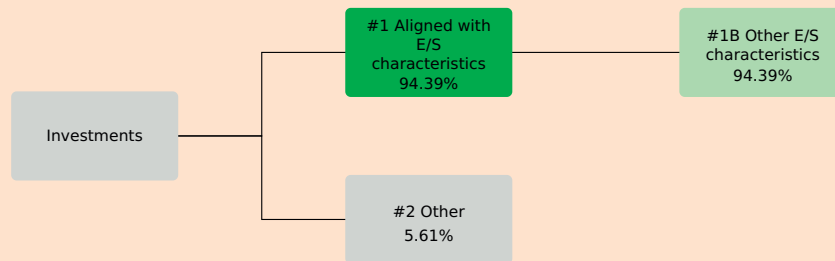 #1 Aligned with
E/S
characteristics
94.39%
#1B Other E/S
characteristics
94.39%
Investments
#2 Other
5.61%